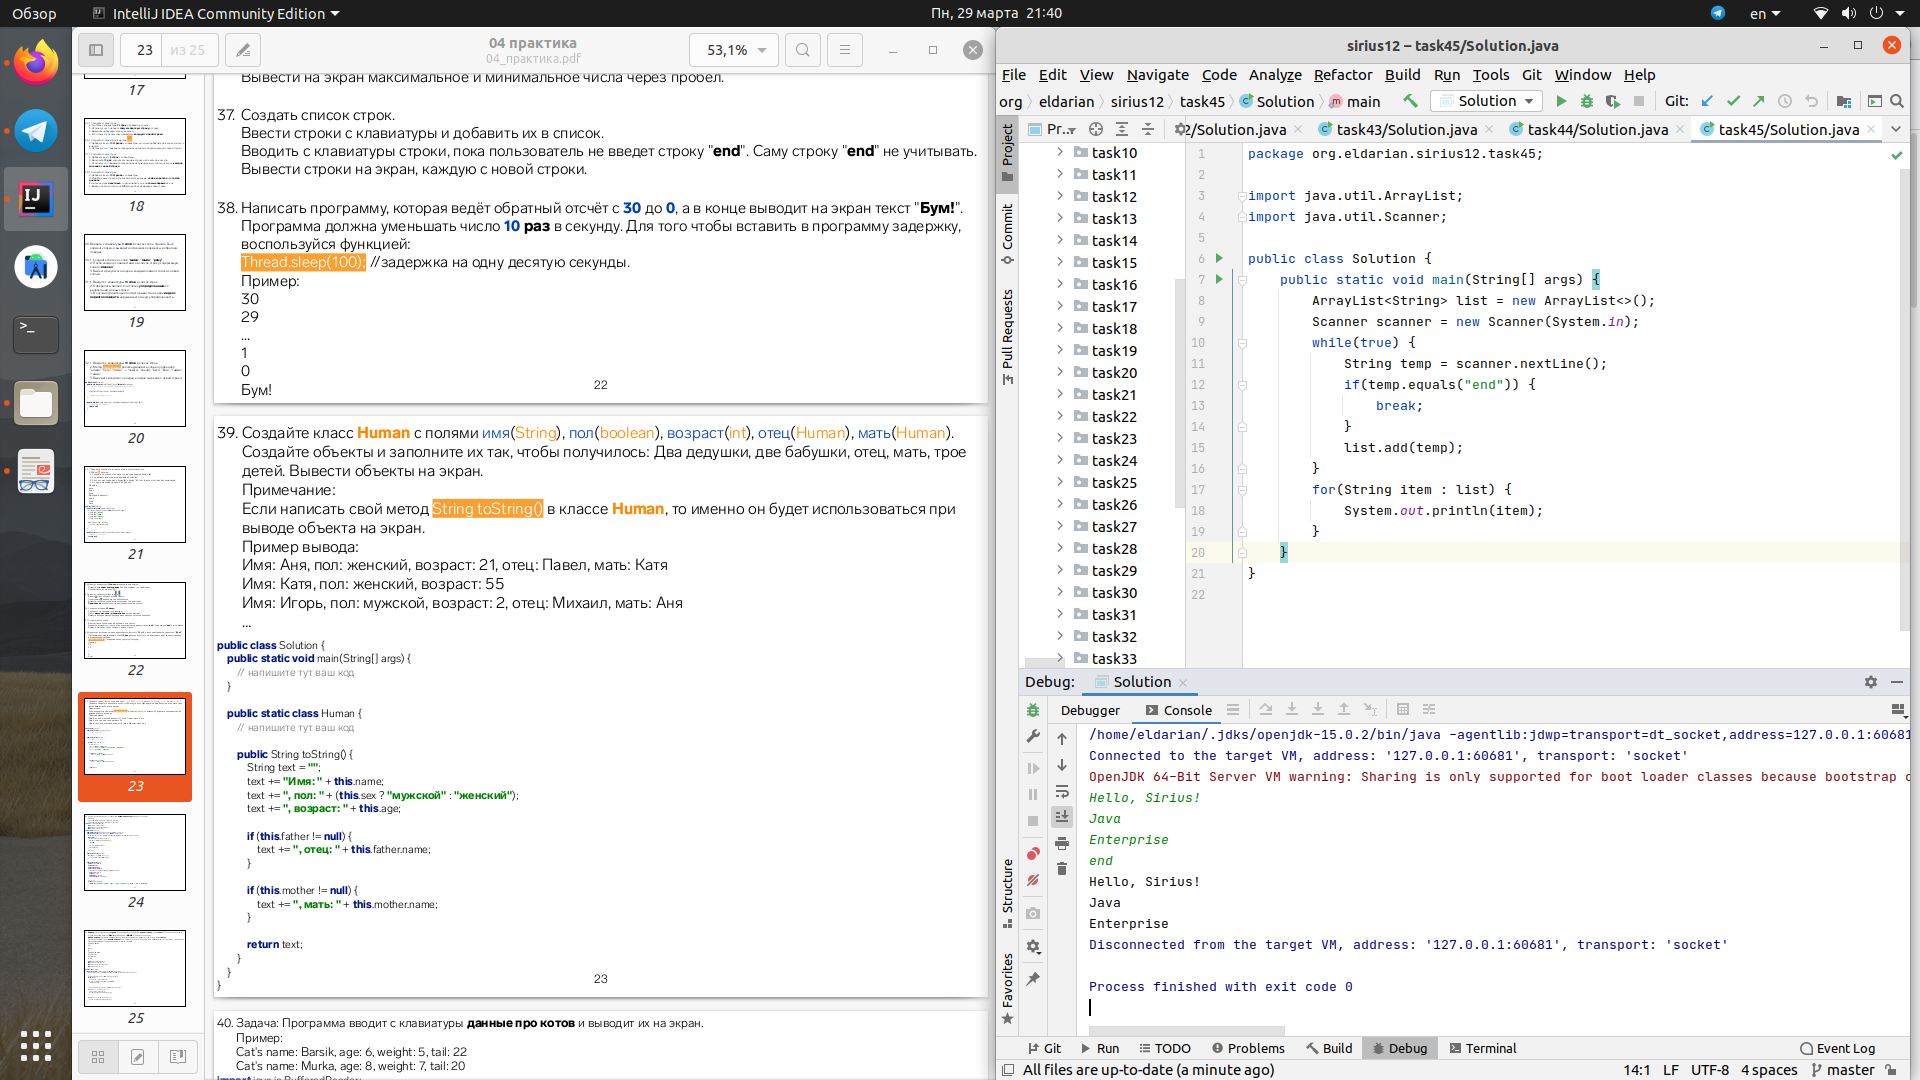 Обзор
IntelliJ IDEA Community Edition
Пн, 29 марта 21:40
en
23 из 25
04 практика
04_практика.pdf
53,1%
17
18
19
20
21
22
23
24
25
Вывести на экран максимальное и минимальное числа через пробел.
37. Создать список строк.
Ввести строки с клавиатуры и добавить их в список.
Вводить с клавиатуры строки, пока пользователь не введет строку "end". Саму строку "end" не учитывать.
Вывести строки на экран, каждую с новой строки.
38. Написать программу, которая ведёт обратный отсчёт с 30 до 0, а в конце выводит на экран текст "Бум!".
Программа должна уменьшать число 10 раз в секунду. Для того чтобы вставить в программу задержку,
воспользуйся функцией:
Thread.sleep(100); //задержка на одну десятую секунды.
Пример:
30
29
...
1
0
Бум!
22
39. Создайте класс Human с полями имя(String), пол(boolean), возраст(int), отец(Human), мать(Human).
Создайте объекты и заполните их так, чтобы получилось: Два дедушки, две бабушки, отец, мать, трое
детей. Вывести объекты на экран.
Примечание:
Если написать свой метод String toString() в классе Human, то именно он будет использоваться при
выводе объекта на экран.
Пример вывода:
Имя: Аня, пол: женский, возраст: 21, отец: Павел, мать: Катя
Имя: Катя, пол: женский, возраст: 55
Имя: Игорь, пол: мужской, возраст: 2, отец: Михаил, мать: Аня
...
public class Solution {
public static void main(String[] args) {
// напишите тут ваш код
}
public static class Human {
// напишите тут ваш код
public String toString() {
String text = "";
text += "Имя: " + this.name;
text += ", пол: " + (this.sex ? "мужской" : "женский");
text += ", возраст: " + this.age;
if (this.father != null) {
text += ", отец: " + this.father.name;
}
if (this.mother != null) {
text += ", мать: " + this.mother.name;
}
return text;
}
}
}
23
40. Задача: Программа вводит с клавиатуры данные про котов и выводит их на экран.
Пример:
Cat's name: Barsik, age: 6, weight: 5, tail: 22
Cat's name: Murka, age: 8, weight: 7, tail: 20
sirius12 – task45/Solution.java
File Edit View Navigate Code Analyze Refactor Build Run Tools Git Window Help
org eldarian sirius12 task45 Solution main
Solution
Git:
Pr...
2/Solution.java
task43/Solution.java
task44/Solution.java
task45/Solution.java
Project
Commit
Pull Requests
Structure
Favorites
task10
task11
task12
task13
task14
task15
task16
task17
task18
task19
task20
task21
task22
task23
task24
task25
task26
task27
task28
task29
task30
task31
task32
task33
1 package org.eldarian.sirius12.task45;
2
3 import java.util.ArrayList;
4 import java.util.Scanner;
5
6 public class Solution {
7 public static void main(String[] args) {
8 ArrayList<String> list = new ArrayList<>();
9 Scanner scanner = new Scanner(System.in);
10 while(true) {
11 String temp = scanner.nextLine();
12 if(temp.equals("end")) {
13 break;
14 }
15 list.add(temp);
16 }
17 for(String item : list) {
18 System.out.println(item);
19 }
20 }
21 }
22
Debug: Solution
Debugger Console
/home/eldarian/.jdks/openjdk-15.0.2/bin/java -agentlib:jdwp=transport=dt_socket,address=127.0.0.1:60681
Connected to the target VM, address: '127.0.0.1:60681', transport: 'socket'
OpenJDK 64-Bit Server VM warning: Sharing is only supported for boot loader classes because bootstrap c
Hello, Sirius!
Java
Enterprise
end
Hello, Sirius!
Java
Enterprise
Disconnected from the target VM, address: '127.0.0.1:60681', transport: 'socket'
Process finished with exit code 0
Git Run TODO Problems Build Debug Terminal Event Log
All files are up-to-date (a minute ago)
14:1 LF UTF-8 4 spaces master